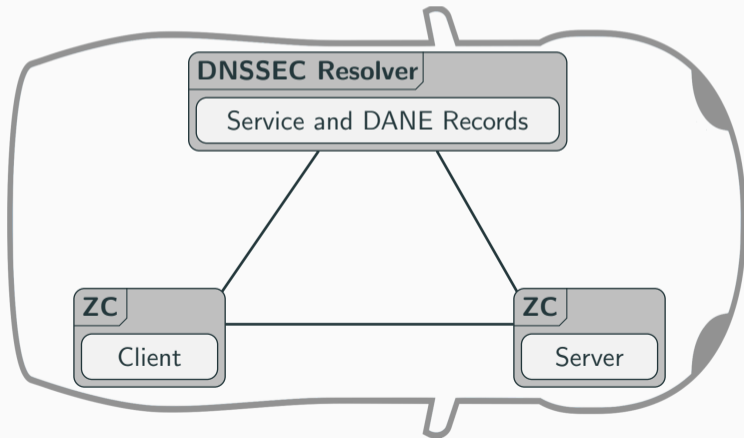 DNSSEC Resolver
Service and DANE Records
ZC
Client
ZC
Server